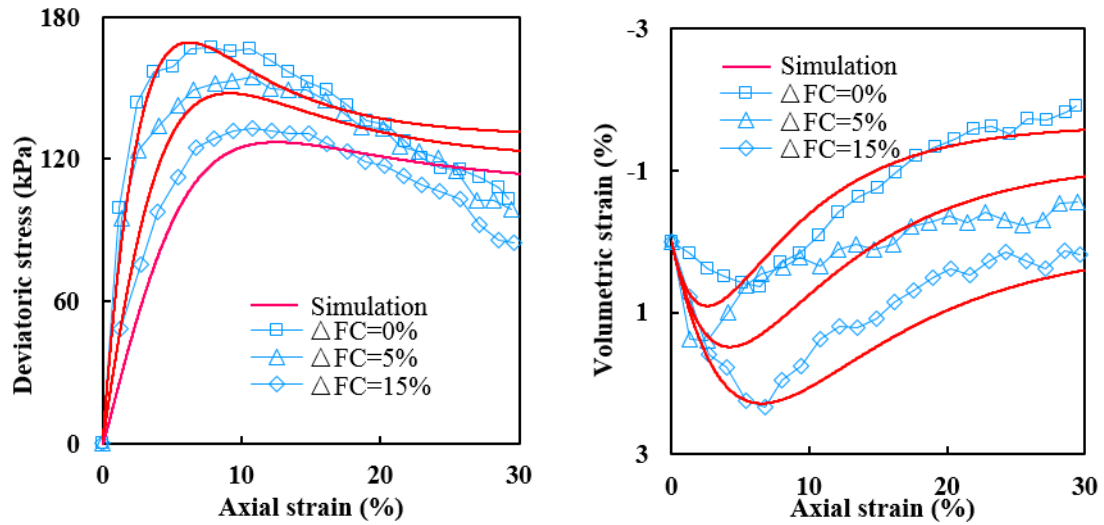 180
120
60
0
Deviatoric stress (kPa)
Simulation
△FC=0%
△FC=5%
△FC=15%
0
10
20
30
Axial strain (%)
-3
-1
1
3
Volumetric strain (%)
Simulation
△FC=0%
△FC=5%
△FC=15%
0
10
20
30
Axial strain (%)